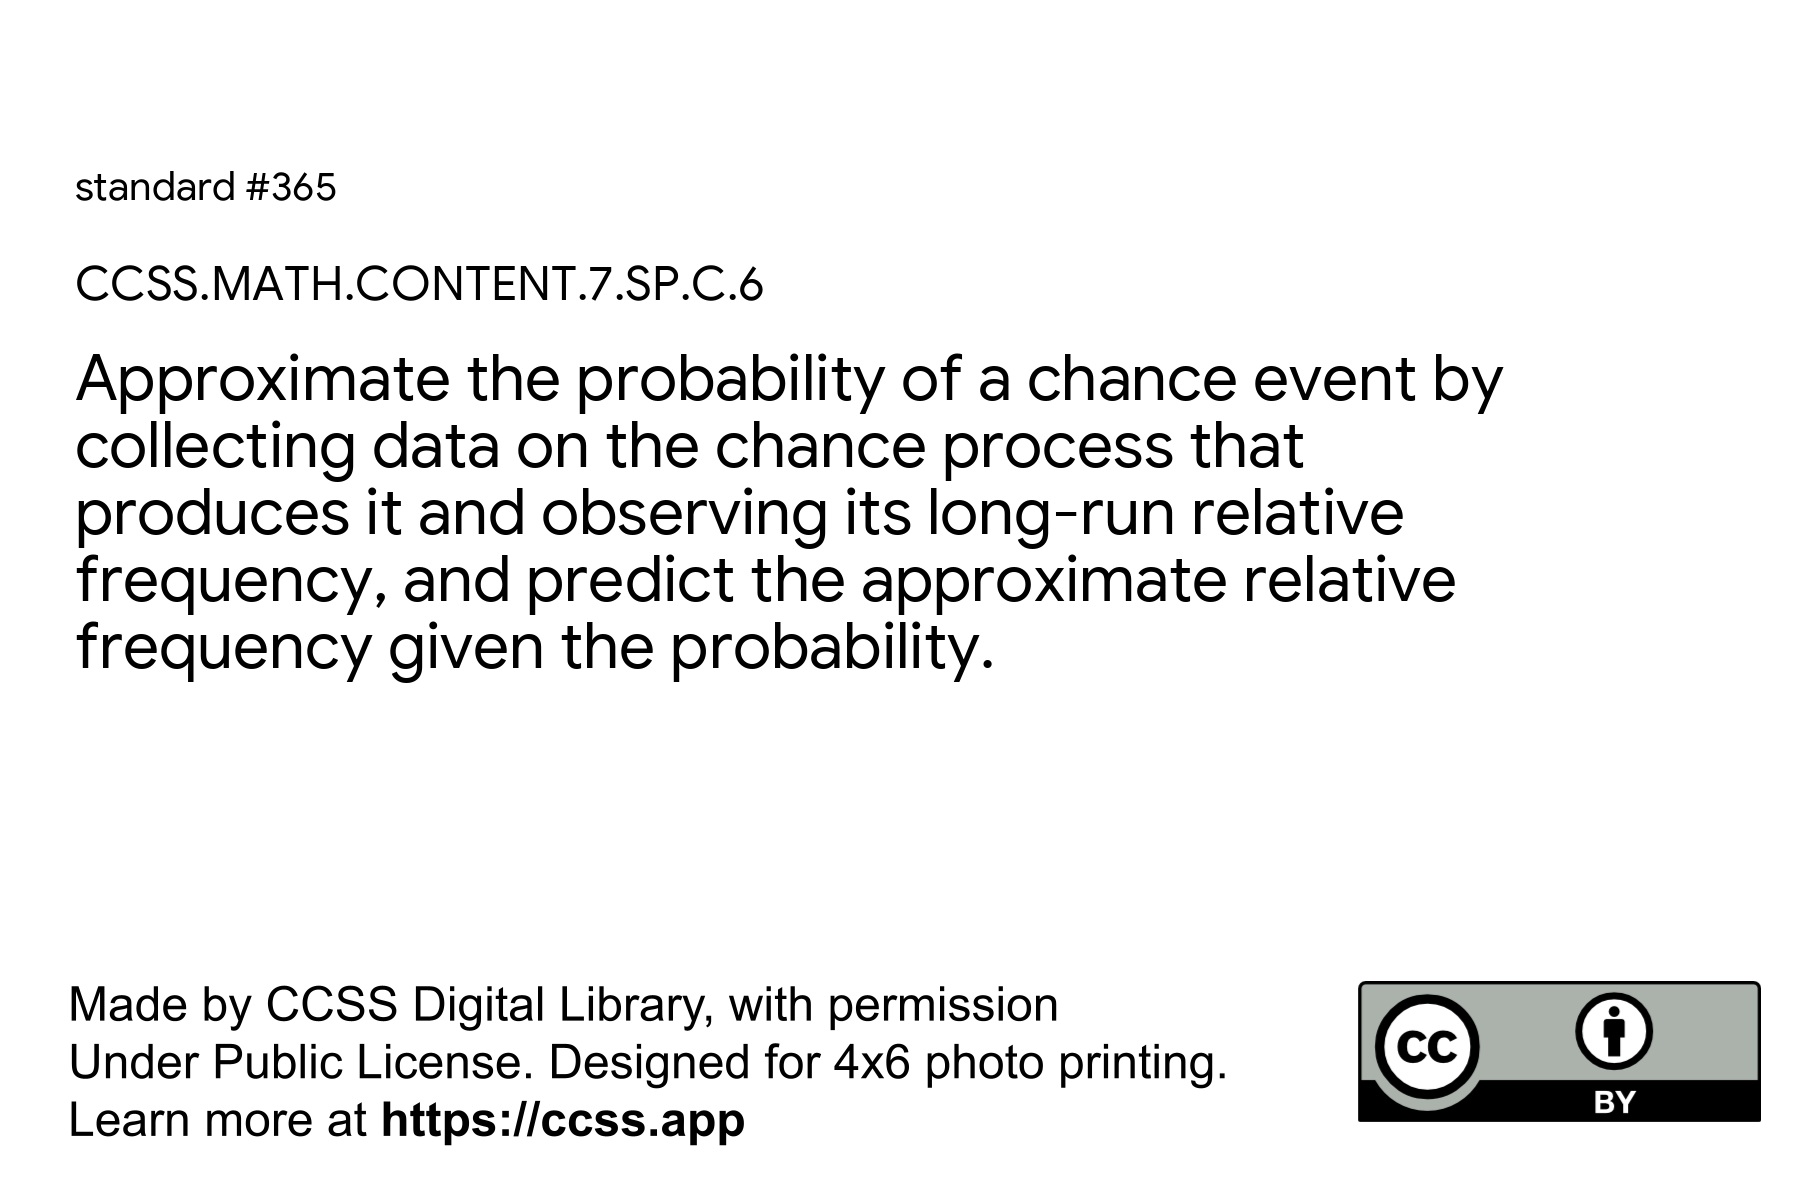 standard #365
CCSS.MATH.CONTENT.7.SP.C.6
Approximate the probability of a chance event by
collecting data on the chance process that
produces it and observing its long-run relative
frequency, and predict the approximate relative
frequency given the probability.
Made by CCSS Digital Library, with permission
Under Public License. Designed for 4x6 photo printing.
Learn more at https://ccss.app
cc
BY